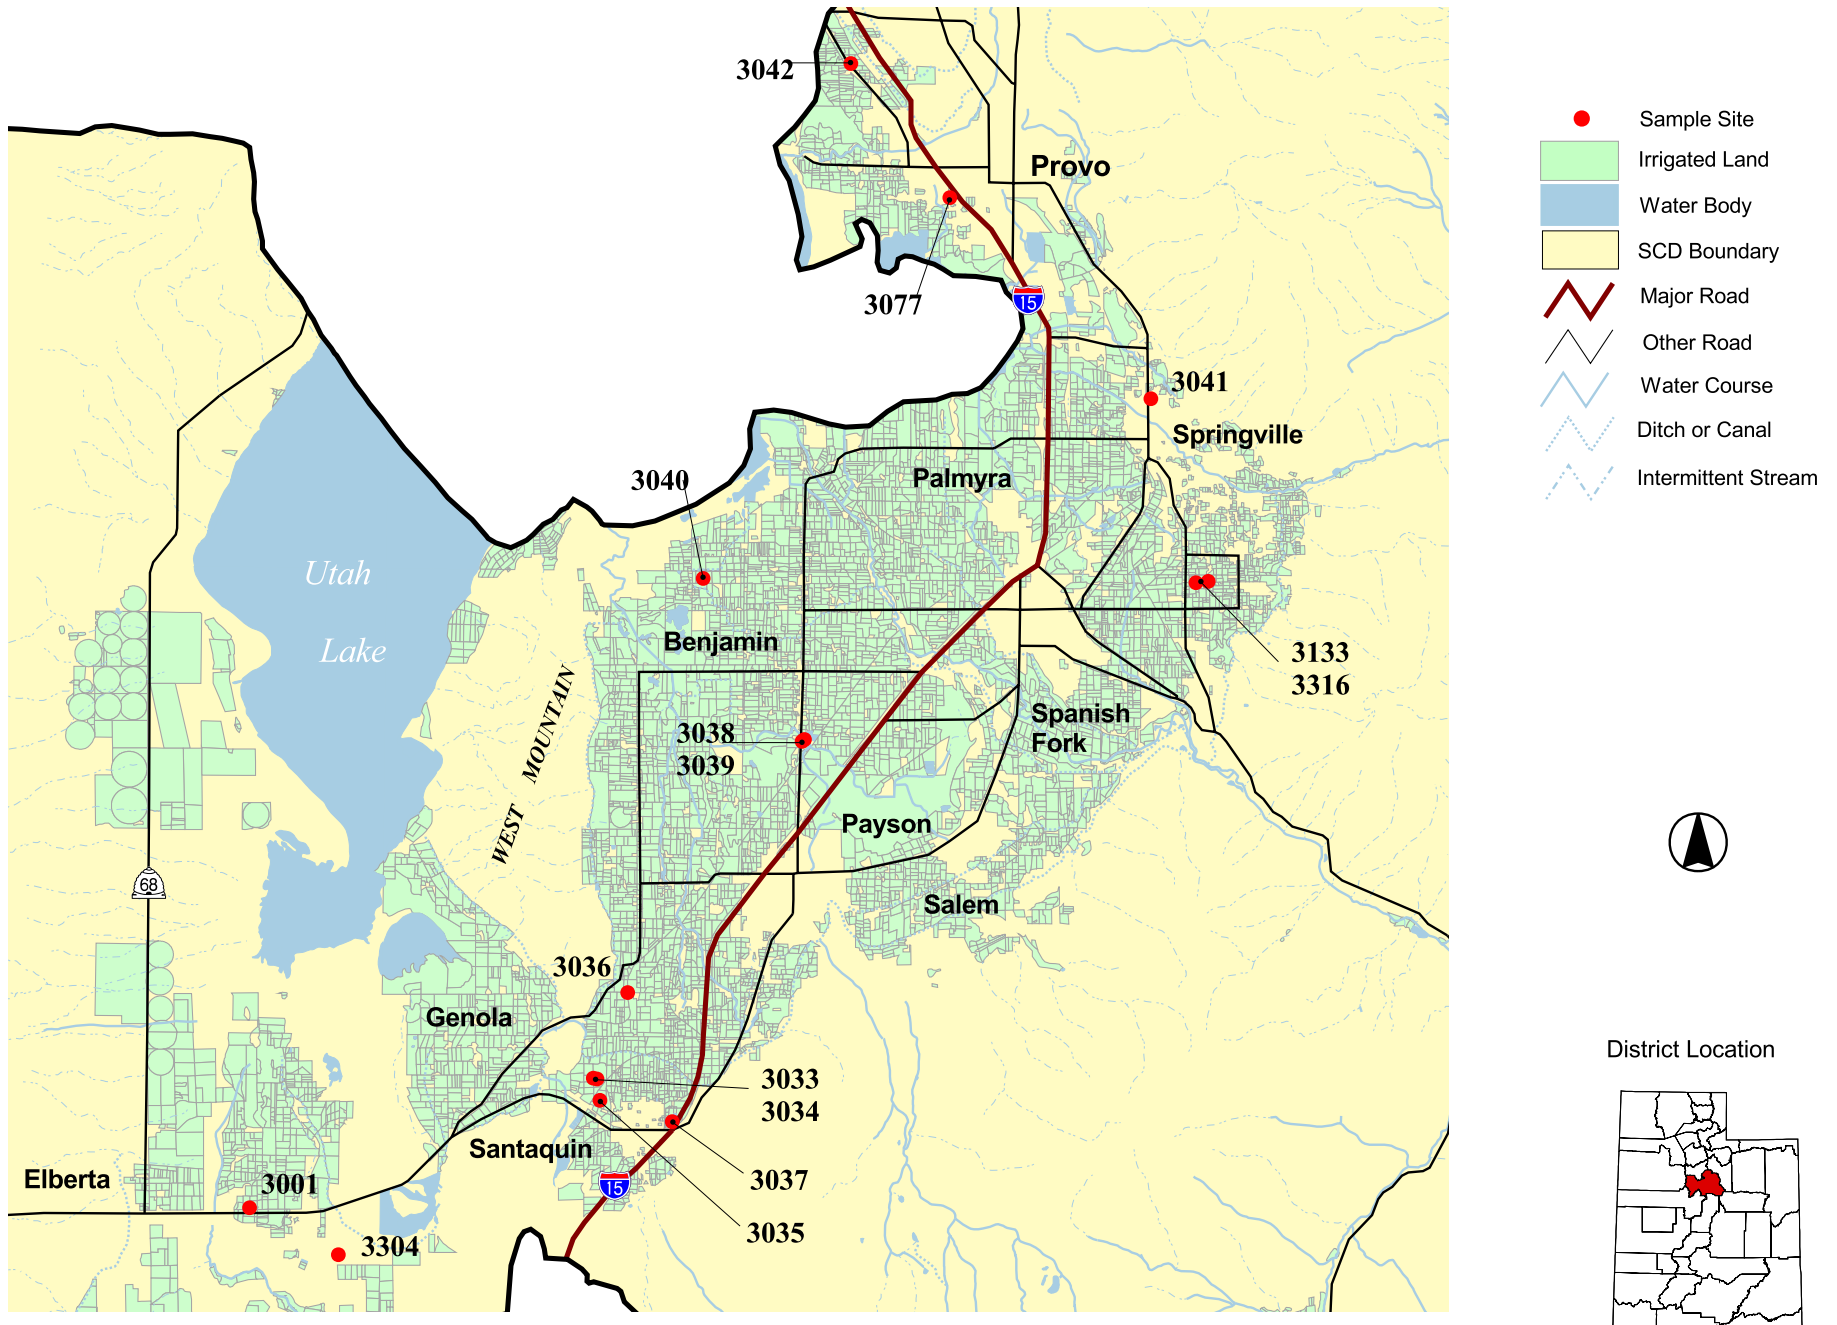 3042
Provo
3077
15
3041
Springville
Palmyra
3040
Utah
Lake
Benjamin
WEST MOUNTAIN
3133
3316
3038
3039
Spanish
Fork
Payson
68
Salem
3036
Genola
3033
3034
Santaquin
3037
15
Elberta
3001
3035
3304
Sample Site
Irrigated Land
Water Body
SCD Boundary
Major Road
Other Road
Water Course
Ditch or Canal
Intermittent Stream
District Location